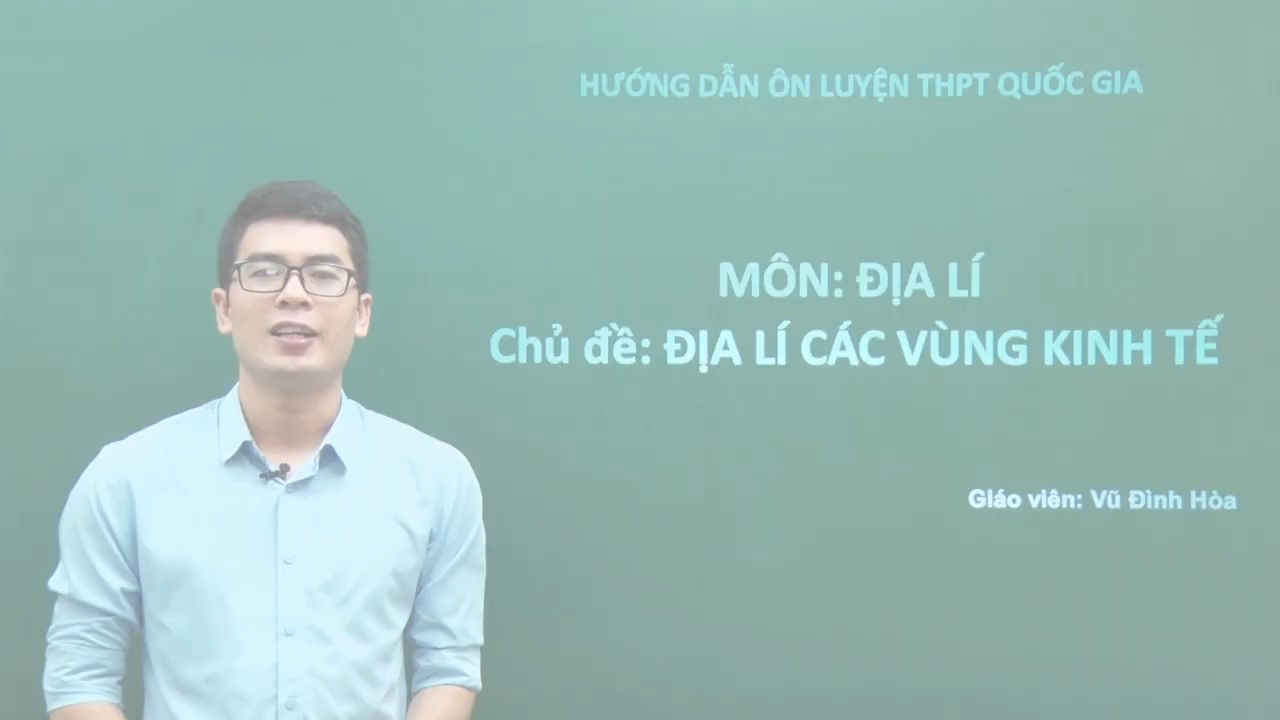 HƯỚNG DẪN ÔN LUYỆN THPT QUỐC GIA
MÔN: ĐỊA LÍ
Chủ đề: ĐỊA LÍ CÁC VÙNG KINH TẾ
Giáo viên: Vũ Đình Hòa